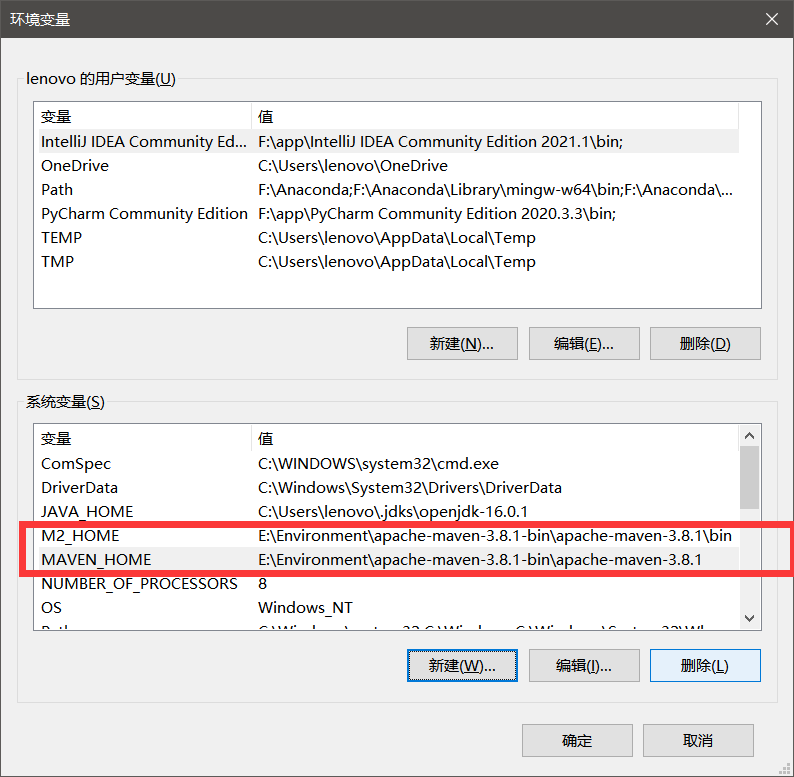 环境变量
lenovo 的用户变量(U)
变量 值
IntelliJ IDEA Community Ed... F:\app\IntelliJ IDEA Community Edition 2021.1\bin;
OneDrive C:\Users\lenovo\OneDrive
Path F:\Anaconda;F:\Anaconda\Library\mingw-w64\bin;F:\Anaconda\...
PyCharm Community Edition F:\app\PyCharm Community Edition 2020.3.3\bin;
TEMP C:\Users\lenovo\AppData\Local\Temp
TMP C:\Users\lenovo\AppData\Local\Temp
新建(N)... 编辑(E)... 删除(D)
系统变量(S)
变量 值
ComSpec C:\WINDOWS\system32\cmd.exe
DriverData C:\Windows\System32\Drivers\DriverData
JAVA_HOME C:\Users\lenovo\.jdks\openjdk-16.0.1
M2_HOME E:\Environment\apache-maven-3.8.1-bin\apache-maven-3.8.1\bin
MAVEN_HOME E:\Environment\apache-maven-3.8.1-bin\apache-maven-3.8.1
NUMBER_OF_PROCESSORS 8
OS Windows_NT
新建(W)... 编辑(I)... 删除(L)
确定 取消